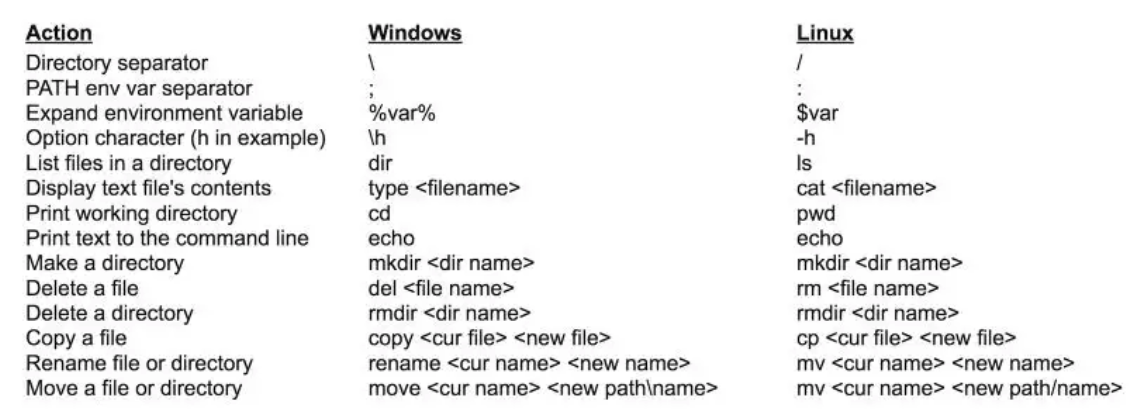 Action Windows Linux
Directory separator \ /
PATH env var separator ; :
Expand environment variable %var% $var
Option character (h in example) \h -h
List files in a directory dir ls
Display text file's contents type <filename> cat <filename>
Print working directory cd pwd
Print text to the command line echo echo
Make a directory mkdir <dir name> mkdir <dir name>
Delete a file del <file name> rm <file name>
Delete a directory rmdir <dir name> rmdir <dir name>
Copy a file copy <cur file> <new file> cp <cur file> <new file>
Rename file or directory rename <cur name> <new name> mv <cur name> <new name>
Move a file or directory move <cur name> <new path\name> mv <cur name> <new path/name>